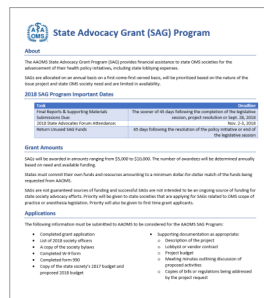 AAOMS
State Advocacy Grant (SAG) Program
About
The AAOMS State Advocacy Grant (SAG) Program provides financial assistance to state OMS societies for the
advancement of their health policy initiatives, including state lobbying expenses.
SAGs are allocated on an annual basis on a first-come-first-served basis, will be prioritized based on the nature of the
issue project and state OMS society need and are limited in availability.
2018 SAG Program Important Dates
Task Deadline
Final Reports & Supporting Materials The sooner of 45 days following the completion of the legislative
Submissions Due: session, project resolution or Sept. 28, 2018
2018 State Advocates Forum Attendances Nov. 2-3, 2018
Return Unused SAG Funds 45 days following the resolution of the policy initiative or end of
the legislative session
Grant Amounts
SAGs will be awarded in amounts ranging from $5,000 to $10,000. The number of awardees will be determined annually
based on need and available funding.
States must commit their own funds and resources amounting to a minimum dollar for dollar match of the funds being
requested from AAOMS.
SAGs are not guaranteed sources of funding and successful SAGs are not intended to be an ongoing source of funding for
state society advocacy efforts. Priority will be given to state societies that are applying for SAGs related to OMS scope of
practice or anesthesia legislation. Priority will also be given to first time grant applicants.
Applications
The following information must be submitted to AAOMS to be considered for the AAOMS SAG Program:
• Completed grant application
• List of 2018 society officers
• A copy of the society bylaws
• Completed W-9 form
• Completed Form 990
• Copy of the state society's 2017 budget and
proposed 2018 budget
• Supporting documentation as appropriate:
o Description of the project
o Lobbyist or vendor contract
o Project budget
o Meeting minutes outlining discussion of
proposed activities
o Copies of bills or regulations being addressed
by the project request